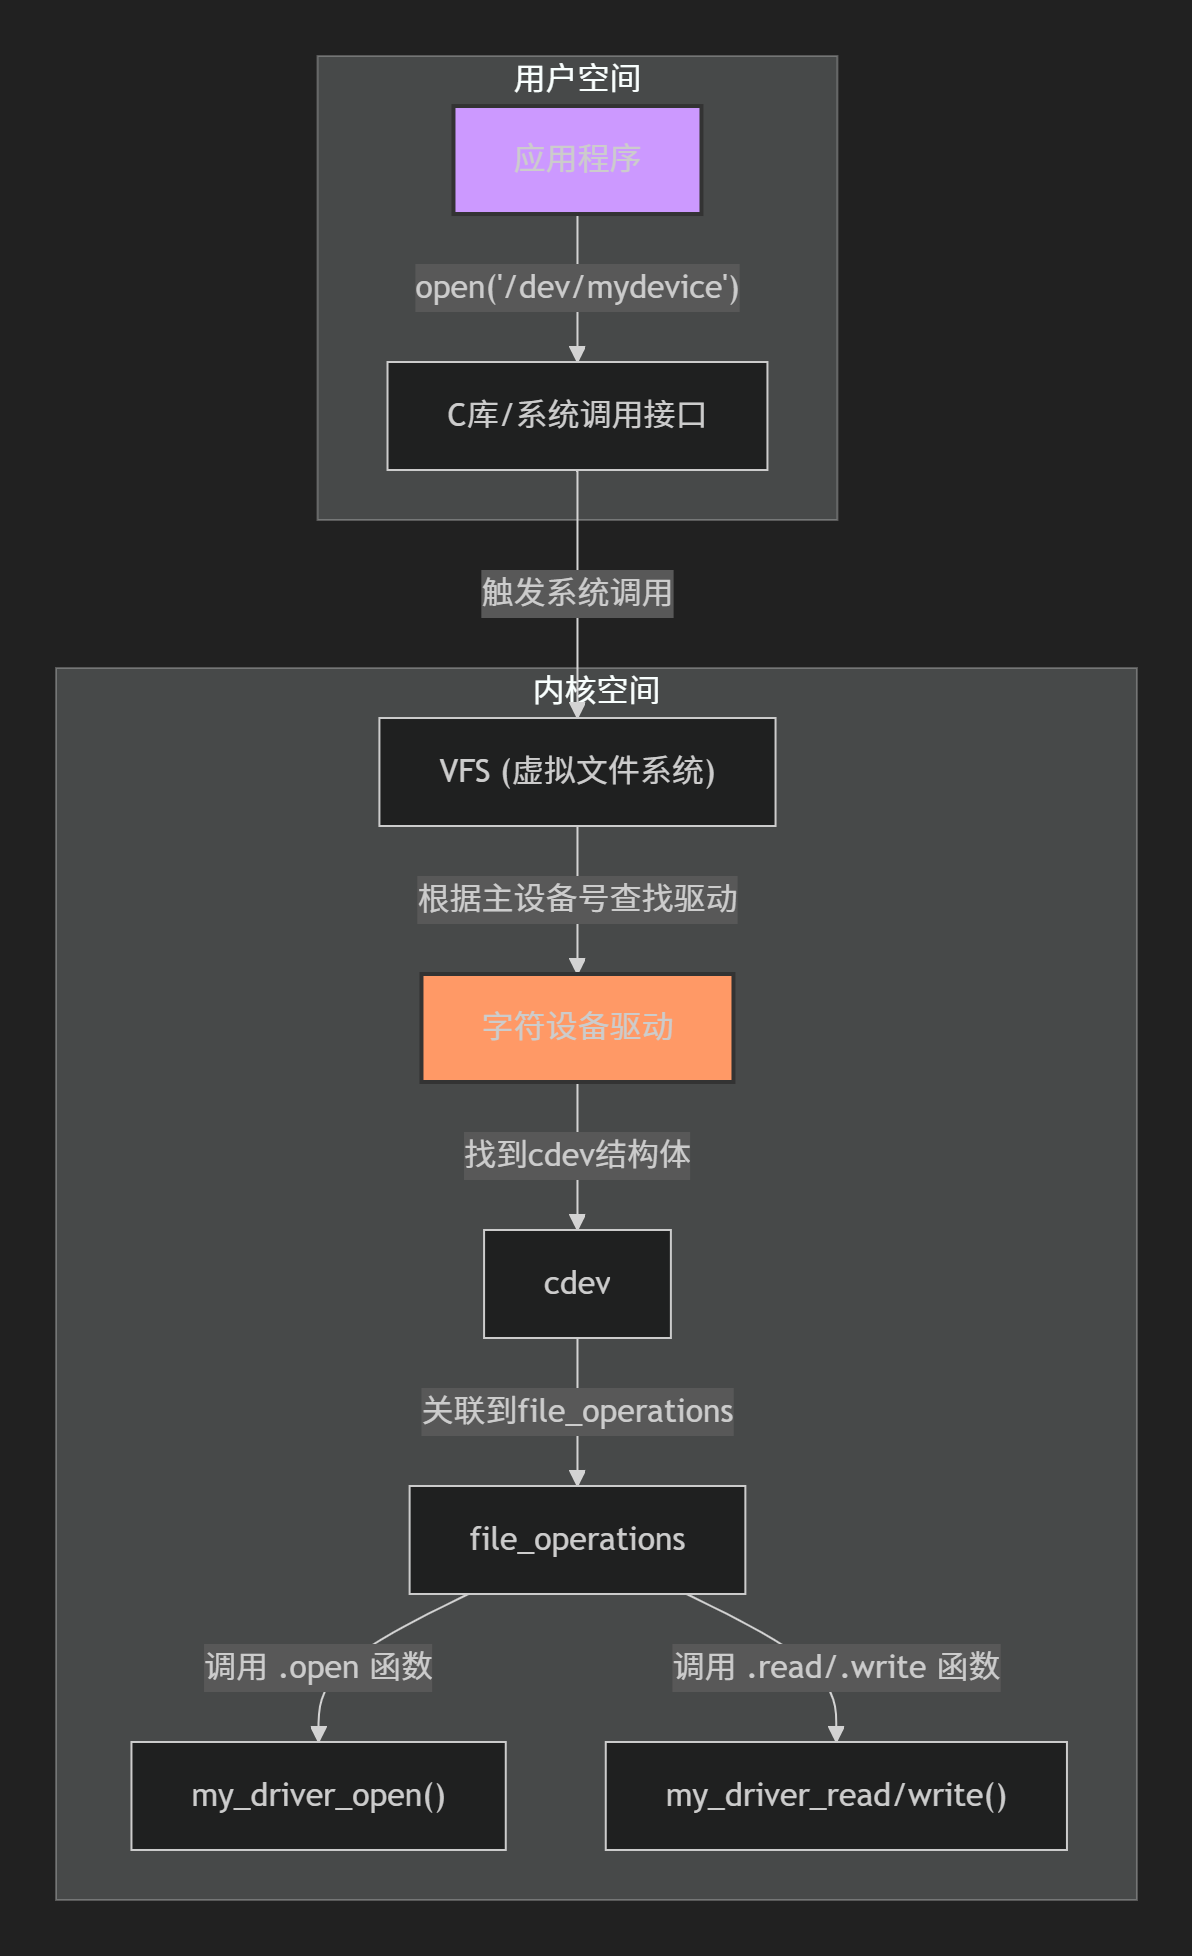 用户空间
应用程序
open('/dev/mydevice')
C库/系统调用接口
触发系统调用
内核空间
VFS (虚拟文件系统)
根据主设备号查找驱动
字符设备驱动
找到cdev结构体
cdev
关联到file_operations
file_operations
调用 .open 函数
调用 .read/.write 函数
my_driver_open()
my_driver_read/write()